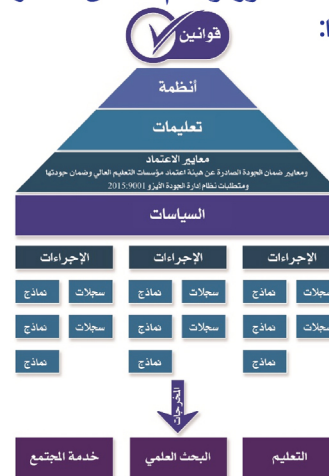 ا:
قوانين
أنظمة
تعليمات
معايير الاعتماد
ومعايير ضمان الجودة الصادرة عن هيئة اعتماد مؤسسات التعليم العالي وضمان جودتها
ومتطلبات نظام إدارة الجودة الأيزو 2015:9001
السياسات
الإجراءات الإجراءات الإجراءات
سجلات نماذج سجلات نماذج سجلات نماذج
سجلات نماذج سجلات نماذج سجلات نماذج
نماذج نماذج نماذج
المخرجات
التعليم البحث العلمي خدمة المجتمع